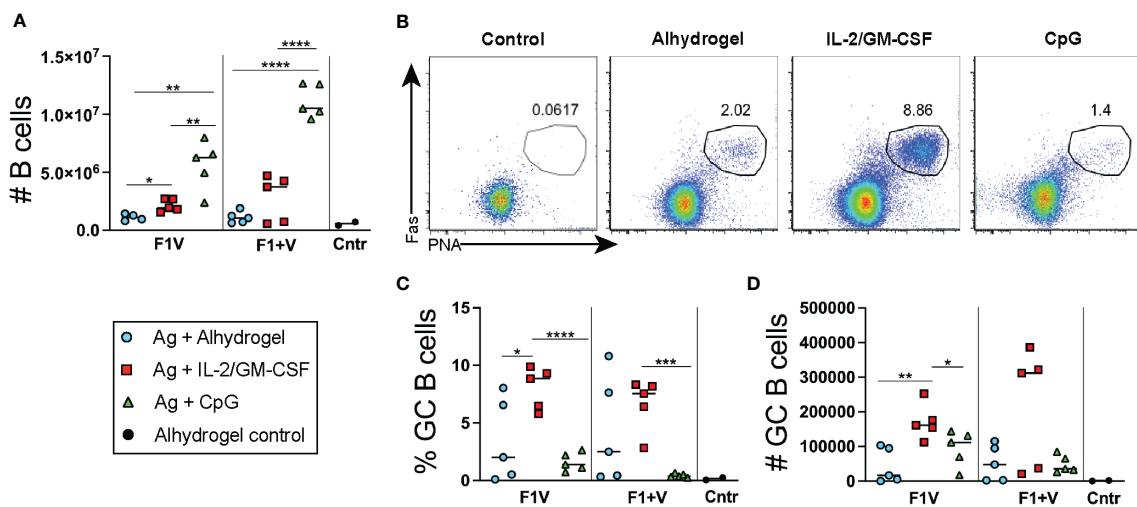 A
# B cells
1.5×10⁷
1.0×10⁷
5.0×10⁶
0.0
*
**
**
****
****
F1V
F1+V
Cntr
B
Control
Alhydrogel
IL-2/GM-CSF
CpG
0.0617
2.02
8.86
1.4
Fas
PNA
Ag + Alhydrogel
Ag + IL-2/GM-CSF
Ag + CpG
Alhydrogel control
C
% GC B cells
15
10
5
0
*
****
***
F1V
F1+V
Cntr
D
# GC B cells
500000
400000
300000
200000
100000
0
**
*
F1V
F1+V
Cntr